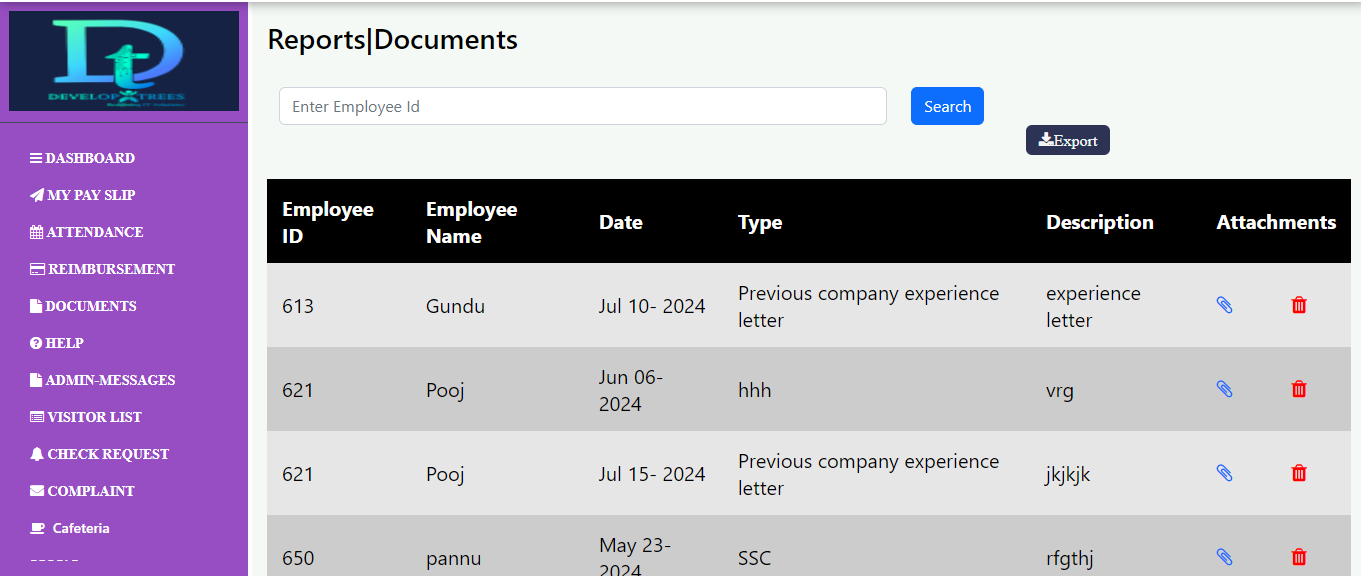 DEVELOP TREES
Reports|Documents
Enter Employee Id
Search
Export
DASHBOARD
MY PAY SLIP
ATTENDANCE
REIMBURSEMENT
DOCUMENTS
HELP
ADMIN-MESSAGES
VISITOR LIST
CHECK REQUEST
COMPLAINT
Cafeteria
Employee
ID
Employee
Name
Date
Type
Description
Attachments
613
Gundu
Jul 10- 2024
Previous company experience
letter
experience
letter
621
Pooj
Jun 06-
2024
hhh
vrg
621
Pooj
Jul 15- 2024
Previous company experience
letter
jkjkjk
650
pannu
May 23-
2024
SSC
rfgthj